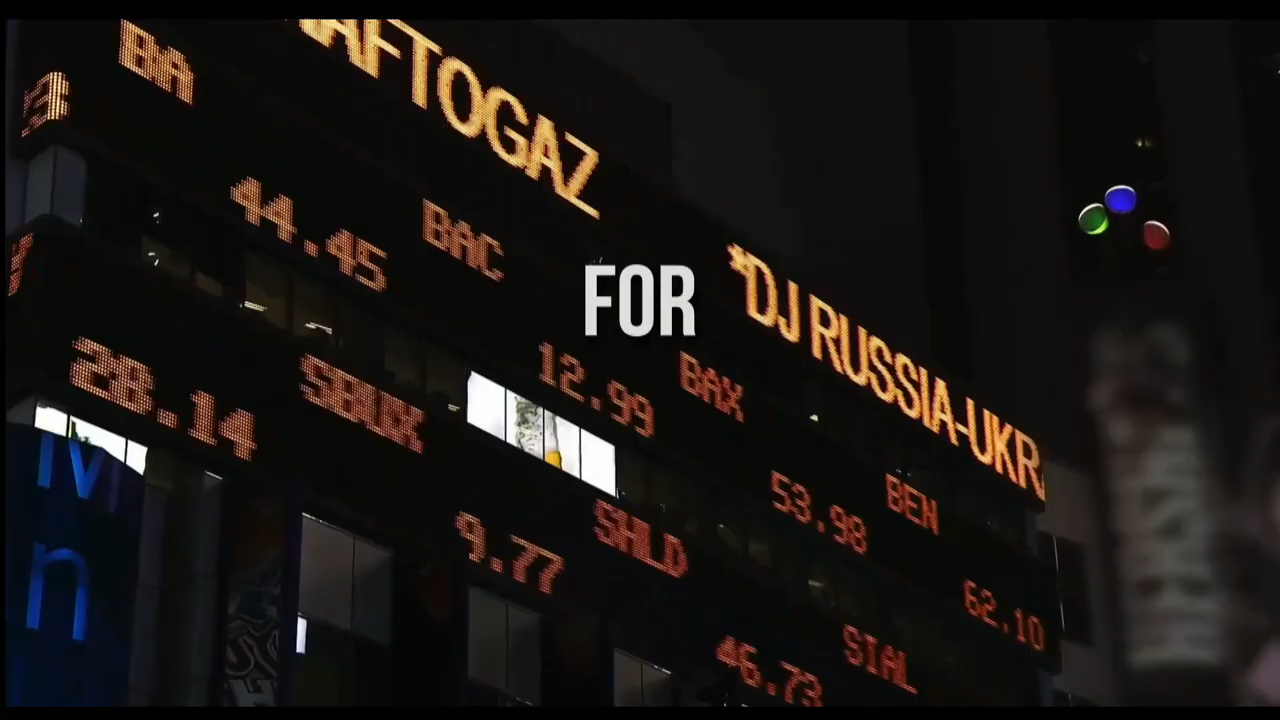 AFTOGAZ
*DJ RUSSIA-UKR
BA
44.45
BAC
12.99
BAX
53.98
BEN
62.10
28.14
SBUX
9.77
SHLD
46.73
SIAL
FOR
n